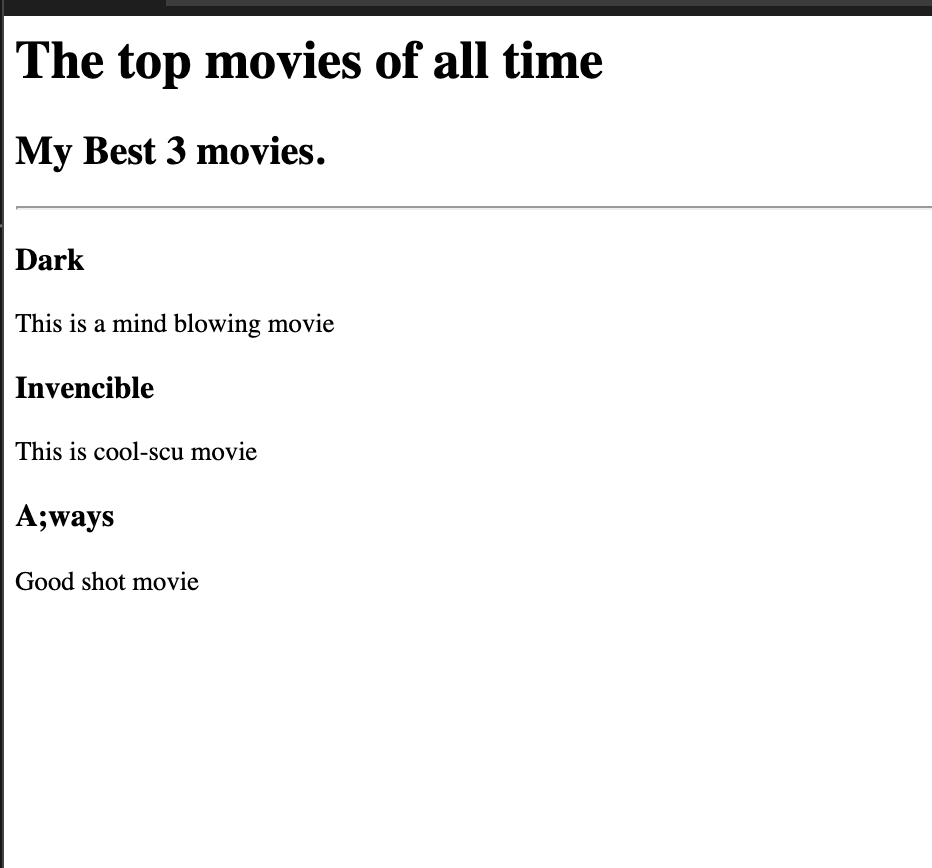 The top movies of all time
My Best 3 movies.
Dark
This is a mind blowing movie
Invencible
This is cool-scu movie
A;ways
Good shot movie